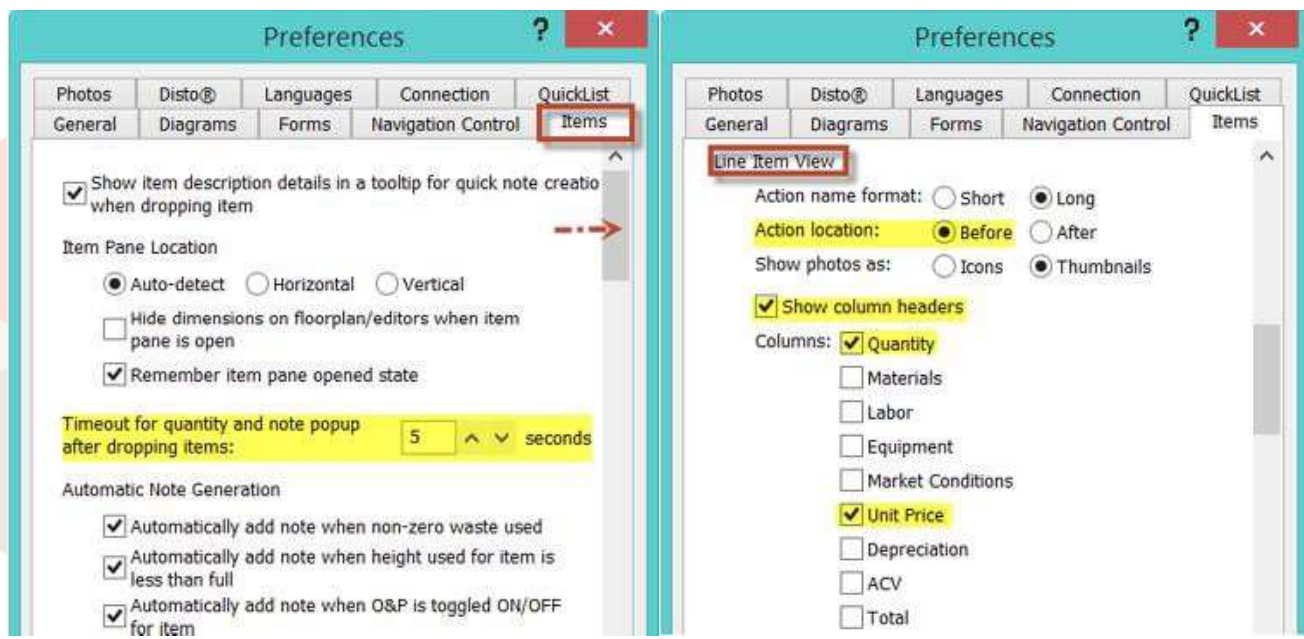 Preferences
?
×
Photos Disto® Languages Connection QuickList
General Diagrams Forms Navigation Control Items
Show item description details in a tooltip for quick note creatio
when dropping item
Item Pane Location
Auto-detect Horizontal Vertical
Hide dimensions on floorplan/editors when item
pane is open
Remember item pane opened state
Timeout for quantity and note popup
after dropping items: 5 seconds
Automatic Note Generation
Automatically add note when non-zero waste used
Automatically add note when height used for item is
less than full
Automatically add note when O&P is toggled ON/OFF
for item
Preferences
?
×
Photos Disto® Languages Connection QuickList
General Diagrams Forms Navigation Control Items
Line Item View
Action name format: Short Long
Action location: Before After
Show photos as: Icons Thumbnails
Show column headers
Columns: Quantity
Materials
Labor
Equipment
Market Conditions
Unit Price
Depreciation
ACV
Total